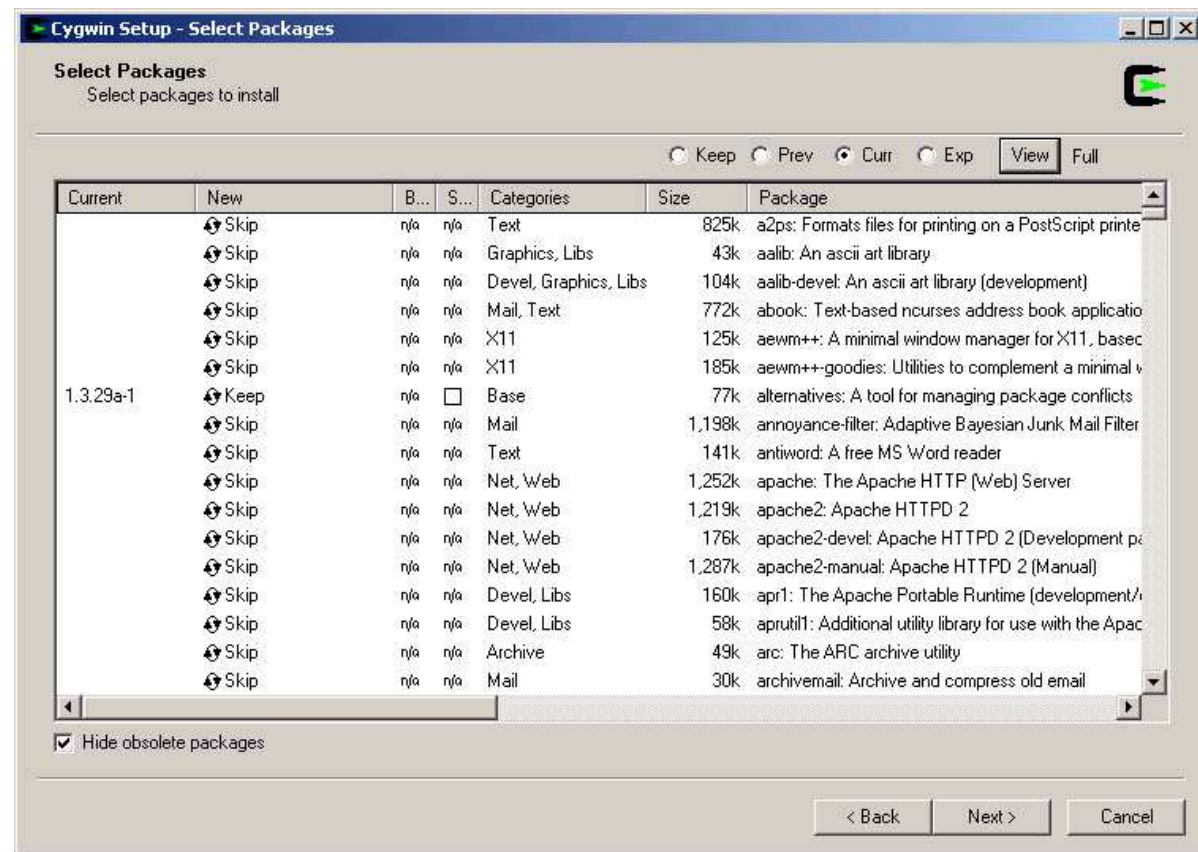 Cygwin Setup - Select Packages
Select Packages
Select packages to install
Keep Prev Curr Exp View Full
Current New B... S... Categories Size Package
Skip n/a n/a Text 825k a2ps: Formats files for printing on a PostScript printe
Skip n/a n/a Graphics, Libs 43k aalib: An ascii art library
Skip n/a n/a Devel, Graphics, Libs 104k aalib-devel: An ascii art library (development)
Skip n/a n/a Mail, Text 772k abook: Text-based ncurses address book applicatio
Skip n/a n/a X11 125k aewm++: A minimal window manager for X11, based
Skip n/a n/a X11 185k aewm++-goodies: Utilities to complement a minimal
1.3.29a-1 Keep n/a Base 77k alternatives: A tool for managing package conflicts
Skip n/a n/a Mail 1,198k annoyance-filter: Adaptive Bayesian Junk Mail Filter
Skip n/a n/a Text 141k antiword: A free MS Word reader
Skip n/a n/a Net, Web 1,252k apache: The Apache HTTP (Web) Server
Skip n/a n/a Net, Web 1,219k apache2: Apache HTTPD 2
Skip n/a n/a Net, Web 176k apache2-devel: Apache HTTPD 2 (Development pa
Skip n/a n/a Net, Web 1,287k apache2-manual: Apache HTTPD 2 (Manual)
Skip n/a n/a Devel, Libs 160k apr1: The Apache Portable Runtime (development/
Skip n/a n/a Devel, Libs 58k aprutil1: Additional utility library for use with the Apac
Skip n/a n/a Archive 49k arc: The ARC archive utility
Skip n/a n/a Mail 30k archivemail: Archive and compress old email
Hide obsolete packages
< Back Next > Cancel